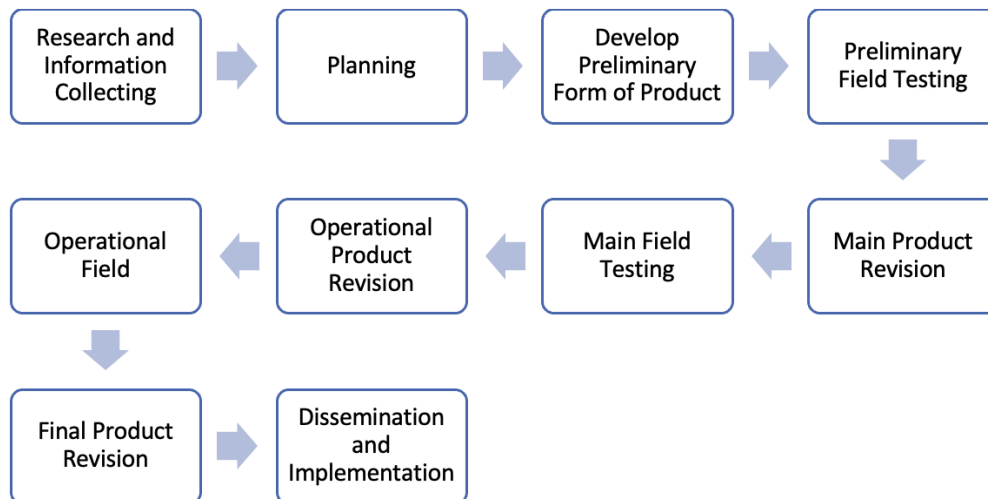 Research and
Information
Collecting
Planning
Develop
Preliminary
Form of Product
Preliminary
Field Testing
Main Product
Revision
Main Field
Testing
Operational
Product
Revision
Operational
Field
Final Product
Revision
Dissemination
and
Implementation